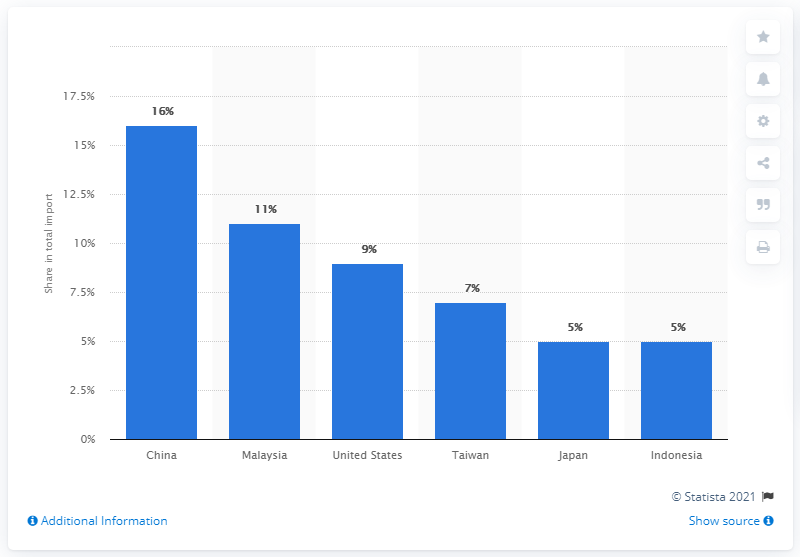 17.5%
15%
12.5%
10%
7.5%
5%
2.5%
0%
Share in total import
16%
11%
9%
7%
5%
5%
China
Malaysia
United States
Taiwan
Japan
Indonesia
© Statista 2021
Additional Information
Show source